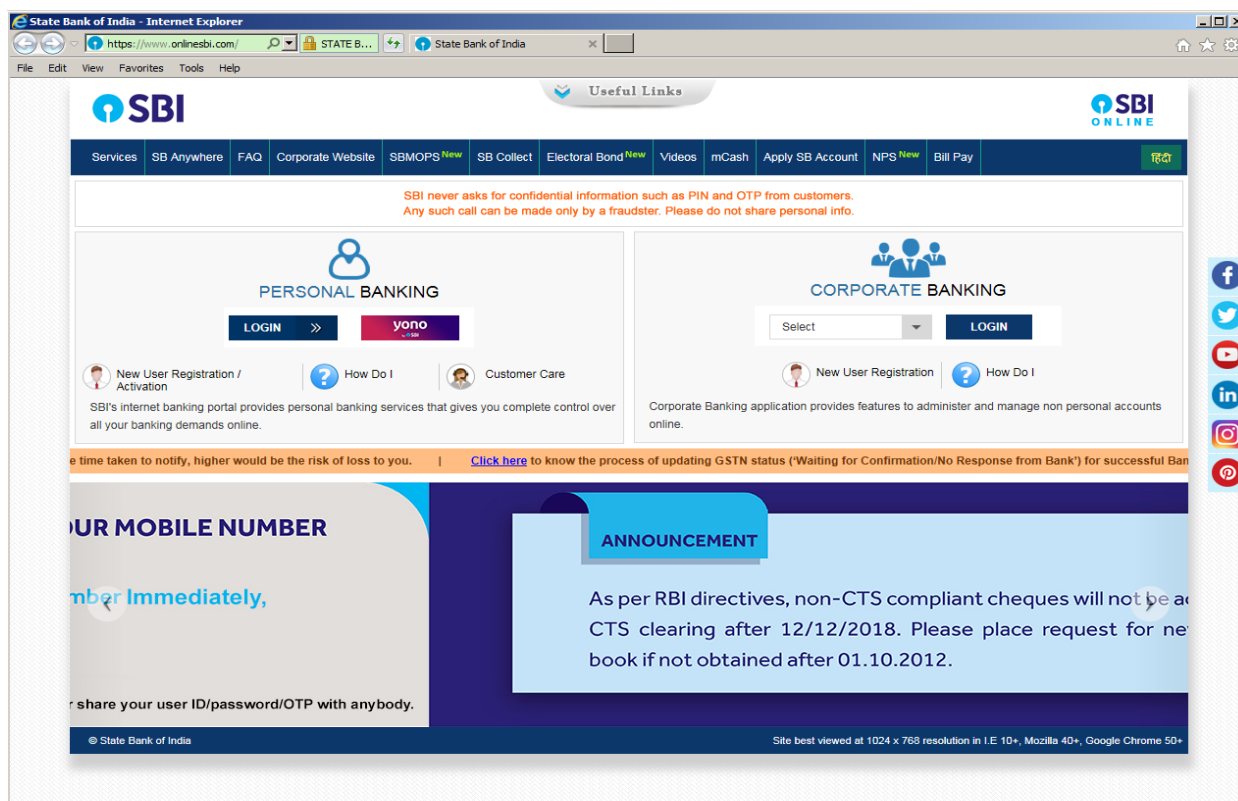 State Bank of India - Internet Explorer
https://www.onlinesbi.com/ STATE B... State Bank of India
File Edit View Favorites Tools Help
Useful Links
SBI
SBI
ONLINE
Services SB Anywhere FAQ Corporate Website SBMOPS New SB Collect Electoral Bond New Videos mCash Apply SB Account NPS New Bill Pay हिंदी
SBI never asks for confidential information such as PIN and OTP from customers.
Any such call can be made only by a fraudster. Please do not share personal info.
PERSONAL BANKING
LOGIN »
yono
by SBI
New User Registration /
Activation
How Do I
Customer Care
SBI's internet banking portal provides personal banking services that gives you complete control over
all your banking demands online.
CORPORATE BANKING
Select
LOGIN
New User Registration
How Do I
Corporate Banking application provides features to administer and manage non personal accounts
online.
e time taken to notify, higher would be the risk of loss to you. | Click here to know the process of updating GSTN status ('Waiting for Confirmation/No Response from Bank') for successful Ban
OUR MOBILE NUMBER
mber Immediately,
r share your user ID/password/OTP with anybody.
ANNOUNCEMENT
As per RBI directives, non-CTS compliant cheques will not be a
CTS clearing after 12/12/2018. Please place request for ne
book if not obtained after 01.10.2012.
© State Bank of India
Site best viewed at 1024 x 768 resolution in I.E 10+, Mozilla 40+, Google Chrome 50+